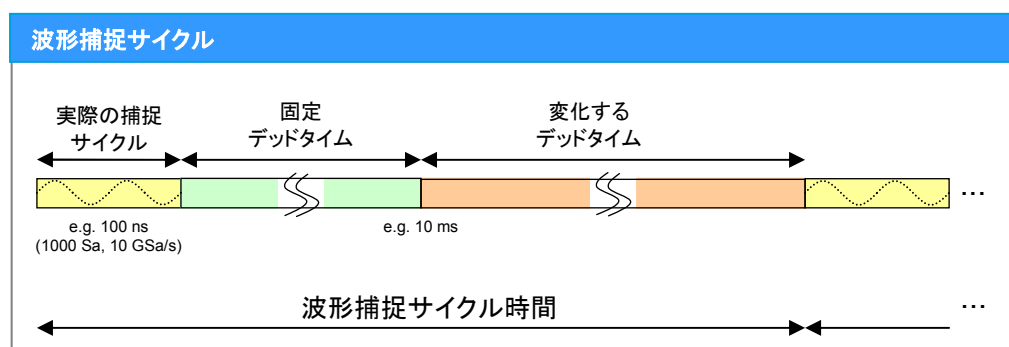 波形捕捉サイクル
実際の捕捉
サイクル
固定
デッドタイム
変化する
デッドタイム
...
e.g. 100 ns
(1000 Sa, 10 GSa/s)
e.g. 10 ms
波形捕捉サイクル時間
...